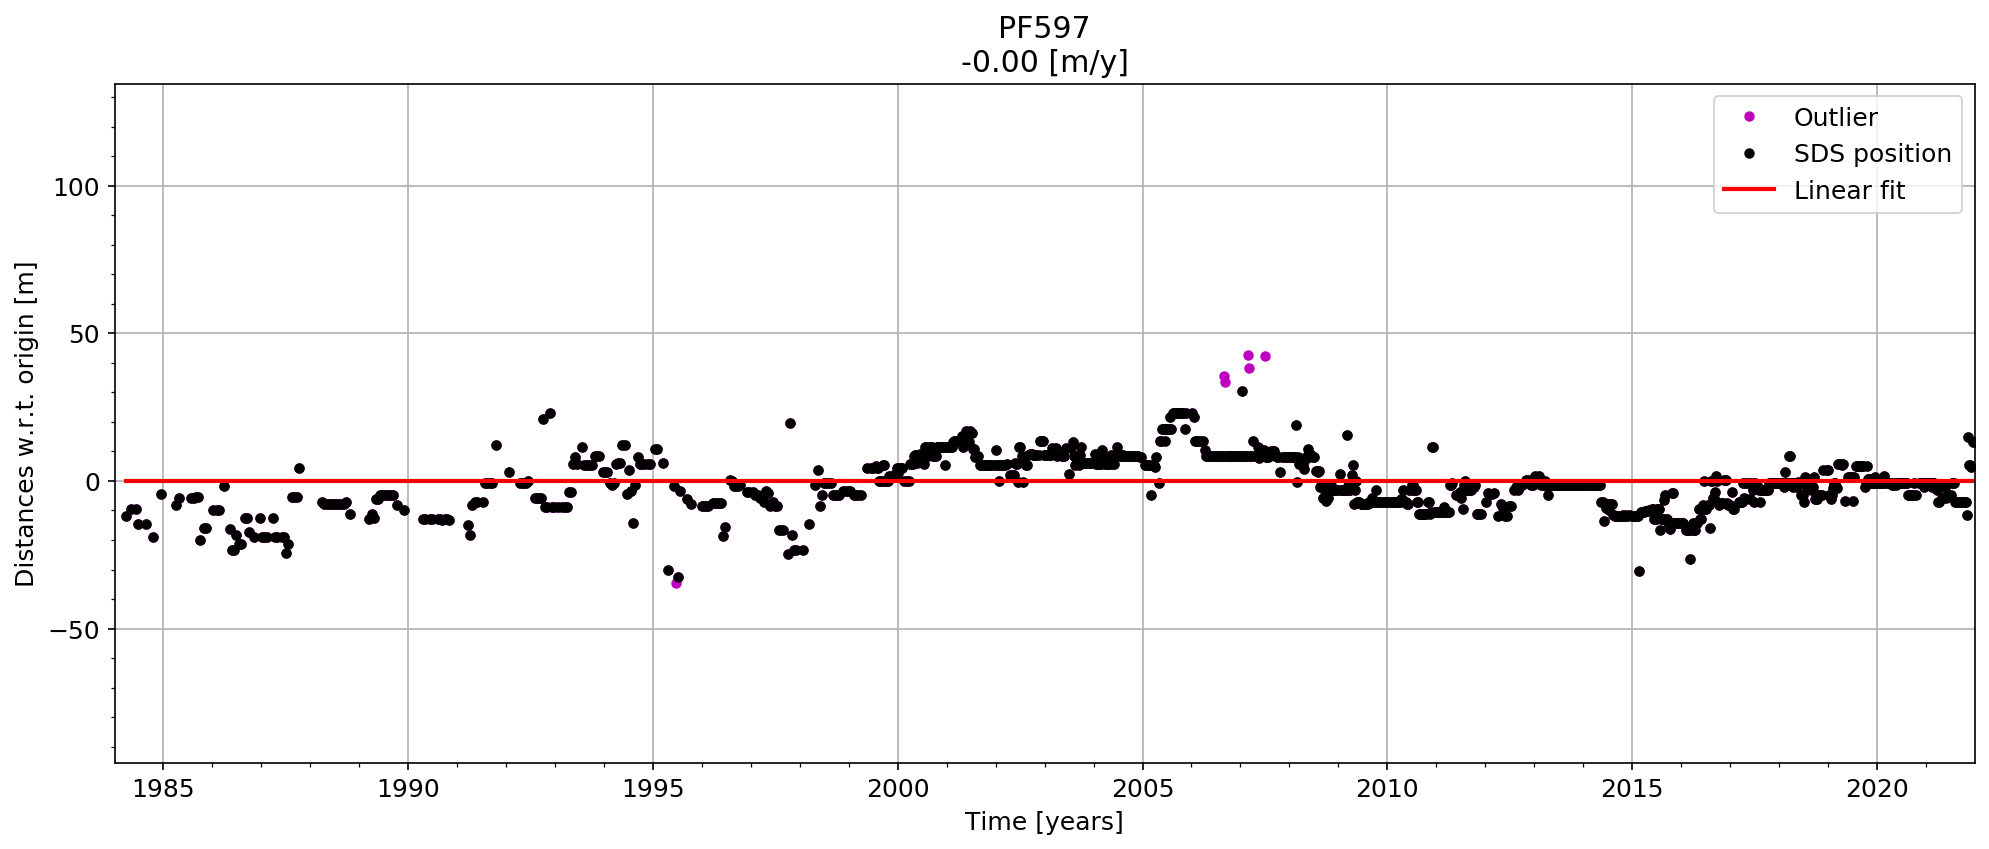 PF597
-0.00 [m/y]
Outlier
SDS position
Linear fit
Distances w.r.t. origin [m]
100
50
0
−50
1985 1990 1995 2000 2005 2010 2015 2020
Time [years]